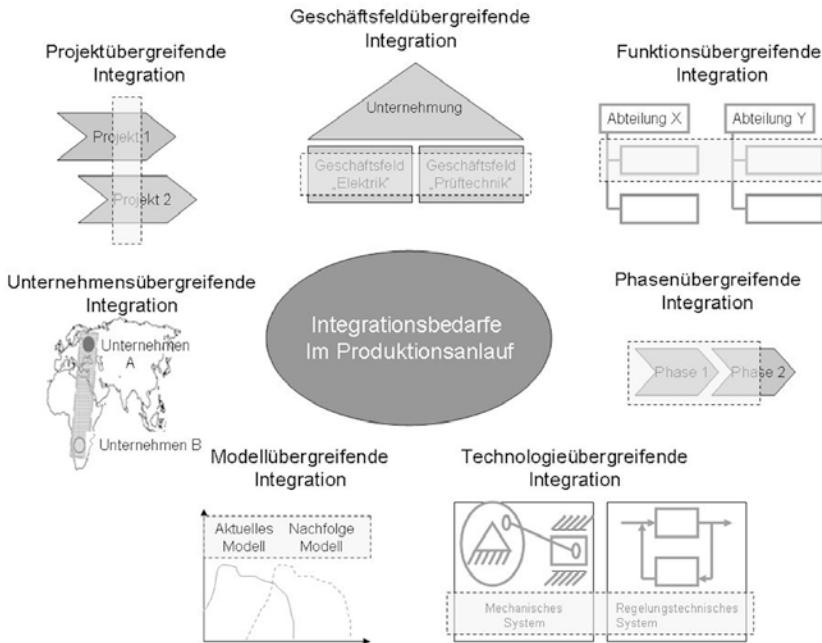 Geschäftsfeldübergreifende
Integration
Projektübergreifende
Integration
Funktionsübergreifende
Integration
Projekt 1
Projekt 2
Unternehmung
Geschäftsfeld
„Elektrik“
Geschäftsfeld
„Prüftechnik“
Abteilung X
Abteilung Y
Unternehmensübergreifende
Integration
Unternehmen
A
Unternehmen B
Integrationsbedarfe
Im Produktionsanlauf
Phasenübergreifende
Integration
Phase 1
Phase 2
Modellübergreifende
Integration
Aktuelles
Modell
Nachfolge
Modell
Technologieübergreifende
Integration
Mechanisches
System
Regelungstechnisches
System